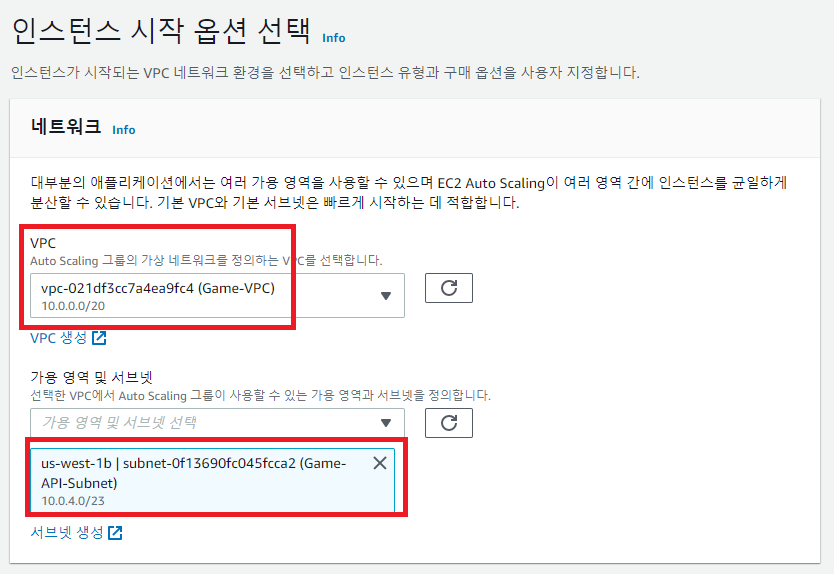 인스턴스 시작 옵션 선택 Info
인스턴스가 시작되는 VPC 네트워크 환경을 선택하고 인스턴스 유형과 구매 옵션을 사용자 지정합니다.
네트워크 Info
대부분의 애플리케이션에서는 여러 가용 영역을 사용할 수 있으며 EC2 Auto Scaling이 여러 영역 간에 인스턴스를 균일하게
분산할 수 있습니다. 기본 VPC와 기본 서브넷은 빠르게 시작하는 데 적합합니다.
VPC
Auto Scaling 그룹의 가상 네트워크를 정의하는 VPC를 선택합니다.
vpc-021df3cc7a4ea9fc4 (Game-VPC)
10.0.0.0/20
VPC 생성
가용 영역 및 서브넷
선택한 VPC에서 Auto Scaling 그룹이 사용할 수 있는 가용 영역과 서브넷을 정의합니다.
가용 영역 및 서브넷 선택
us-west-1b | subnet-0f13690fc045fcca2 (Game-
API-Subnet)
10.0.4.0/23
서브넷 생성